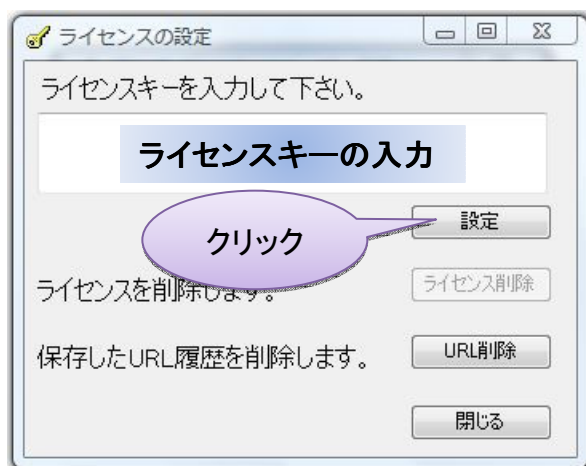 ライセンスの設定
ライセンスキーを入力して下さい。
ライセンスキーの入力
設定
クリック
ライセンスを削除します。
ライセンス削除
保存したURL履歴を削除します。
URL削除
閉じる